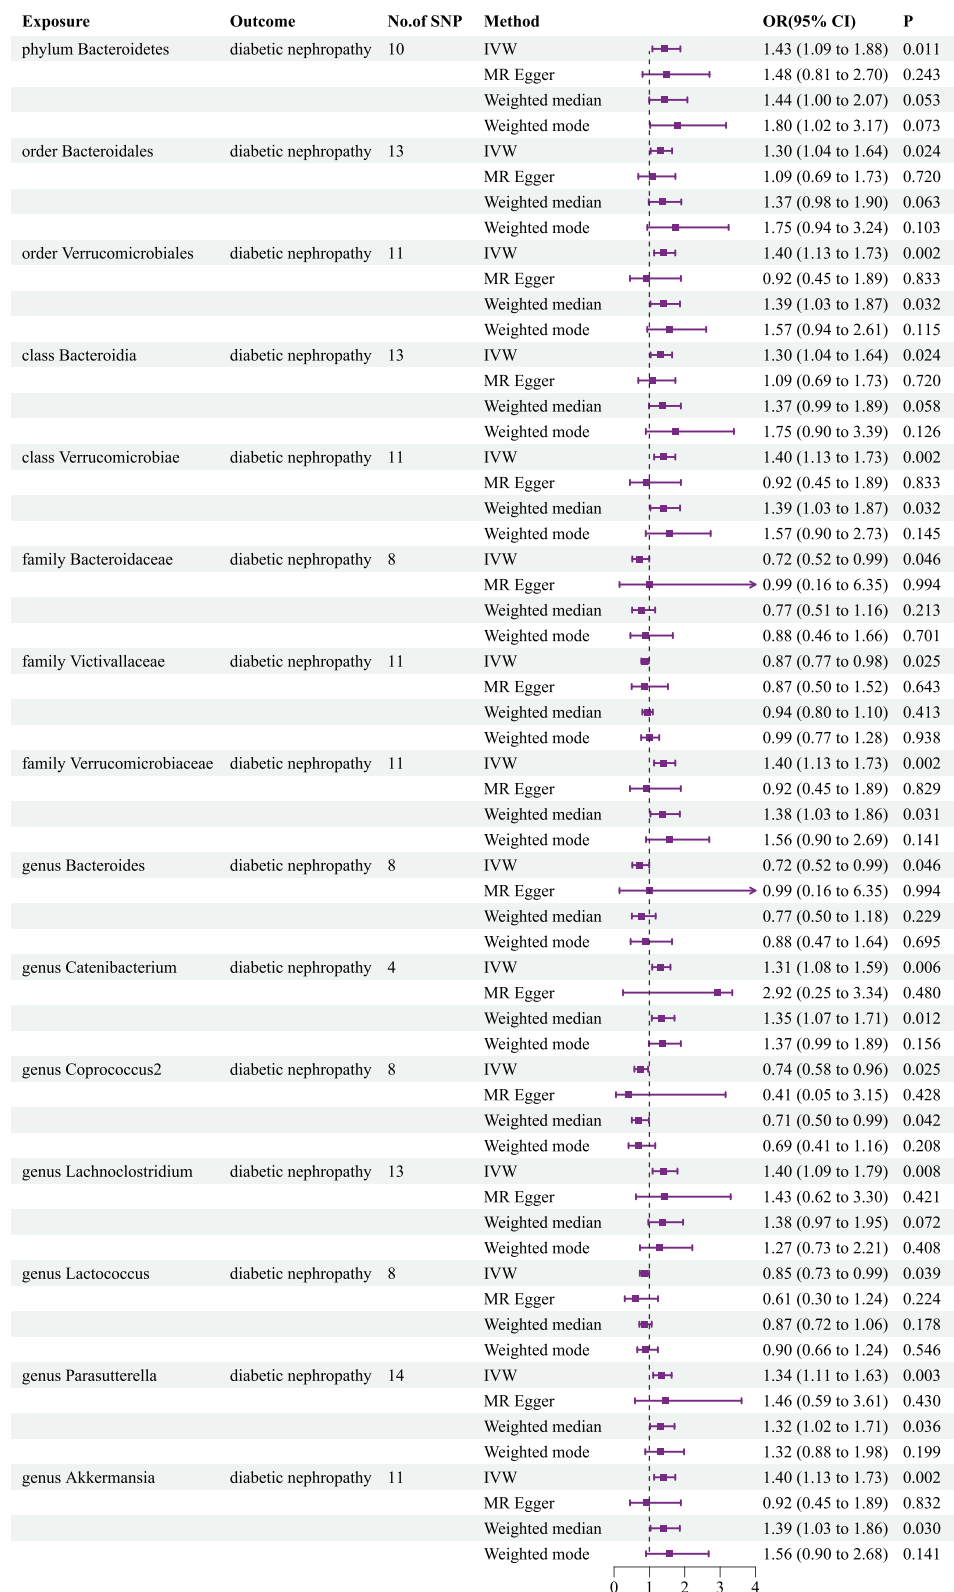 Exposure Outcome No.of SNP Method OR(95% CI) P
phylum Bacteroidetes diabetic nephropathy 10 IVW 1.43 (1.09 to 1.88) 0.011
MR Egger 1.48 (0.81 to 2.70) 0.243
Weighted median 1.44 (1.00 to 2.07) 0.053
Weighted mode 1.80 (1.02 to 3.17) 0.073
order Bacteroidales diabetic nephropathy 13 IVW 1.30 (1.04 to 1.64) 0.024
MR Egger 1.09 (0.69 to 1.73) 0.720
Weighted median 1.37 (0.98 to 1.90) 0.063
Weighted mode 1.75 (0.94 to 3.24) 0.103
order Verrucomicrobiales diabetic nephropathy 11 IVW 1.40 (1.13 to 1.73) 0.002
MR Egger 0.92 (0.45 to 1.89) 0.833
Weighted median 1.39 (1.03 to 1.87) 0.032
Weighted mode 1.57 (0.94 to 2.61) 0.115
class Bacteroidia diabetic nephropathy 13 IVW 1.30 (1.04 to 1.64) 0.024
MR Egger 1.09 (0.69 to 1.73) 0.720
Weighted median 1.37 (0.99 to 1.89) 0.058
Weighted mode 1.75 (0.90 to 3.39) 0.126
class Verrucomicrobiae diabetic nephropathy 11 IVW 1.40 (1.13 to 1.73) 0.002
MR Egger 0.92 (0.45 to 1.89) 0.833
Weighted median 1.39 (1.03 to 1.87) 0.032
Weighted mode 1.57 (0.90 to 2.73) 0.145
family Bacteroidaceae diabetic nephropathy 8 IVW 0.72 (0.52 to 0.99) 0.046
MR Egger 0.99 (0.16 to 6.35) 0.994
Weighted median 0.77 (0.51 to 1.16) 0.213
Weighted mode 0.88 (0.46 to 1.66) 0.701
family Victivallaceae diabetic nephropathy 11 IVW 0.87 (0.77 to 0.98) 0.025
MR Egger 0.87 (0.50 to 1.52) 0.643
Weighted median 0.94 (0.80 to 1.10) 0.413
Weighted mode 0.99 (0.77 to 1.28) 0.938
family Verrucomicrobiaceae diabetic nephropathy 11 IVW 1.40 (1.13 to 1.73) 0.002
MR Egger 0.92 (0.45 to 1.89) 0.829
Weighted median 1.38 (1.03 to 1.86) 0.031
Weighted mode 1.56 (0.90 to 2.69) 0.141
genus Bacteroides diabetic nephropathy 8 IVW 0.72 (0.52 to 0.99) 0.046
MR Egger 0.99 (0.16 to 6.35) 0.994
Weighted median 0.77 (0.50 to 1.18) 0.229
Weighted mode 0.88 (0.47 to 1.64) 0.695
genus Catenibacterium diabetic nephropathy 4 IVW 1.31 (1.08 to 1.59) 0.006
MR Egger 2.92 (0.25 to 3.34) 0.480
Weighted median 1.35 (1.07 to 1.71) 0.012
Weighted mode 1.37 (0.99 to 1.89) 0.156
genus Coprococcus2 diabetic nephropathy 8 IVW 0.74 (0.58 to 0.96) 0.025
MR Egger 0.41 (0.05 to 3.15) 0.428
Weighted median 0.71 (0.50 to 0.99) 0.042
Weighted mode 0.69 (0.41 to 1.16) 0.208
genus Lachnoclostridium diabetic nephropathy 13 IVW 1.40 (1.09 to 1.79) 0.008
MR Egger 1.43 (0.62 to 3.30) 0.421
Weighted median 1.38 (0.97 to 1.95) 0.072
Weighted mode 1.27 (0.73 to 2.21) 0.408
genus Lactococcus diabetic nephropathy 8 IVW 0.85 (0.73 to 0.99) 0.039
MR Egger 0.61 (0.30 to 1.24) 0.224
Weighted median 0.87 (0.72 to 1.06) 0.178
Weighted mode 0.90 (0.66 to 1.24) 0.546
genus Parasutterella diabetic nephropathy 14 IVW 1.34 (1.11 to 1.63) 0.003
MR Egger 1.46 (0.59 to 3.61) 0.430
Weighted median 1.32 (1.02 to 1.71) 0.036
Weighted mode 1.32 (0.88 to 1.98) 0.199
genus Akkermansia diabetic nephropathy 11 IVW 1.40 (1.13 to 1.73) 0.002
MR Egger 0.92 (0.45 to 1.89) 0.832
Weighted median 1.39 (1.03 to 1.86) 0.030
Weighted mode 1.56 (0.90 to 2.68) 0.141
0 1 2 3 4